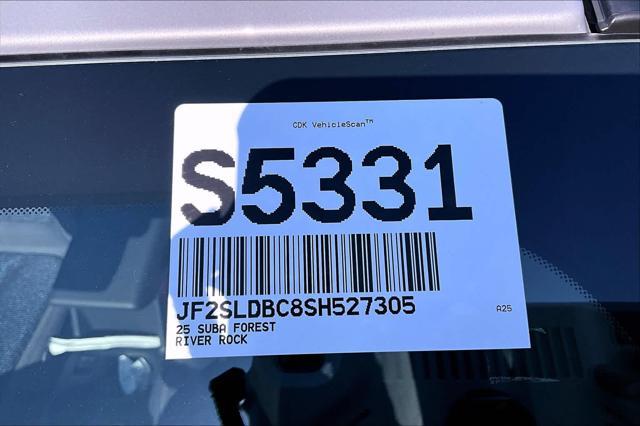 CDK VehicleScan™
S5331
JF2SLDBC8SH527305
25 SUBA FOREST
A25
RIVER ROCK